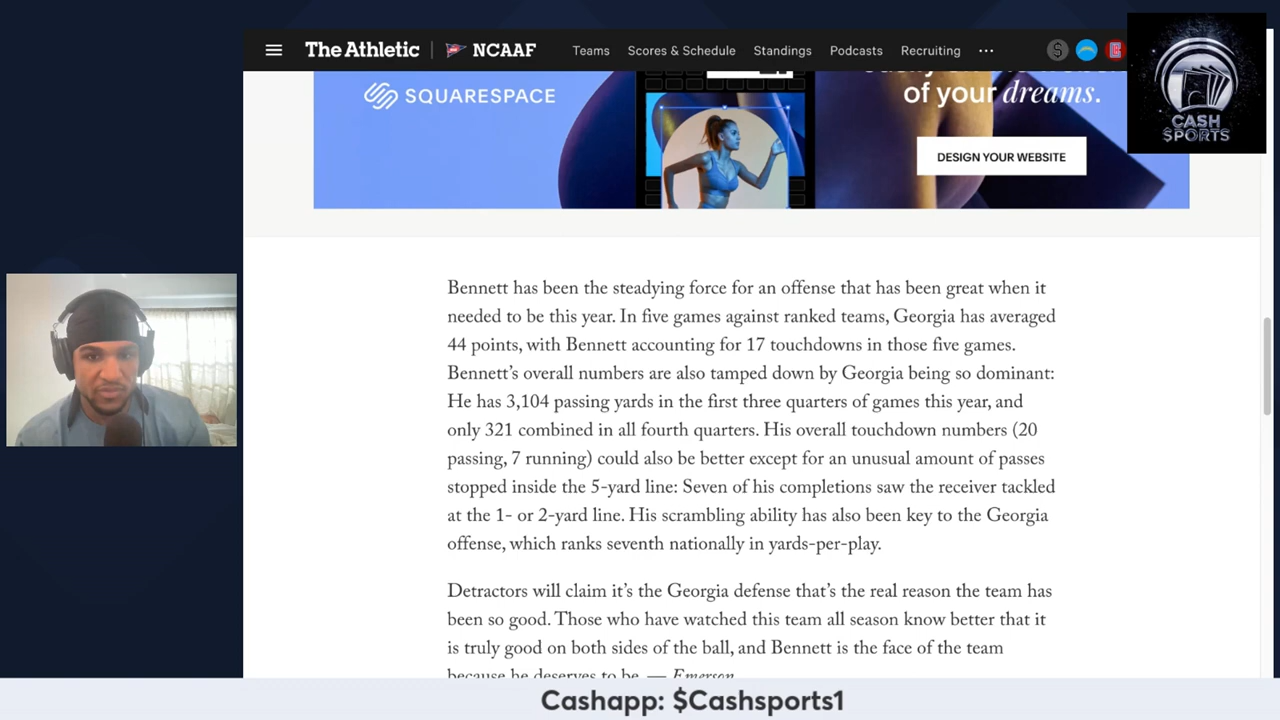 The Athletic
NCAAF
Teams
Scores & Schedule
Standings
Podcasts
Recruiting
...
SQUARESPACE
of your dreams.
DESIGN YOUR WEBSITE
CASH
$PORTS
Bennett has been the steadying force for an offense that has been great when it
needed to be this year. In five games against ranked teams, Georgia has averaged
44 points, with Bennett accounting for 17 touchdowns in those five games.
Bennett’s overall numbers are also tamped down by Georgia being so dominant:
He has 3,104 passing yards in the first three quarters of games this year, and
only 321 combined in all fourth quarters. His overall touchdown numbers (20
passing, 7 running) could also be better except for an unusual amount of passes
stopped inside the 5-yard line: Seven of his completions saw the receiver tackled
at the 1- or 2-yard line. His scrambling ability has also been key to the Georgia
offense, which ranks seventh nationally in yards-per-play.
Detractors will claim it’s the Georgia defense that’s the real reason the team has
been so good. Those who have watched this team all season know better that it
is truly good on both sides of the ball, and Bennett is the face of the team
because he deserves to be. — Emerson
Cashapp: $Cashsports1